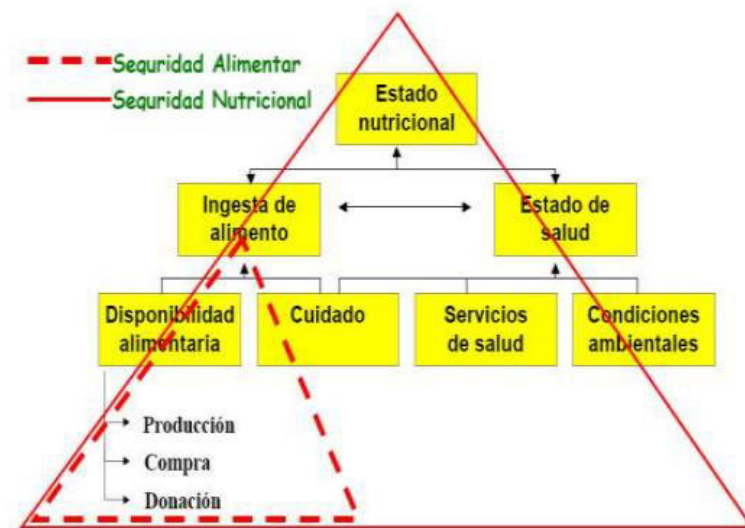 Seguridad Alimentar
Seguridad Nutricional
Estado
nutricional
Ingesta de
alimento
Estado de
salud
Disponibilidad
alimentaria
Cuidado
Servicios
de salud
Condiciones
ambientales
Producción
Compra
Donación